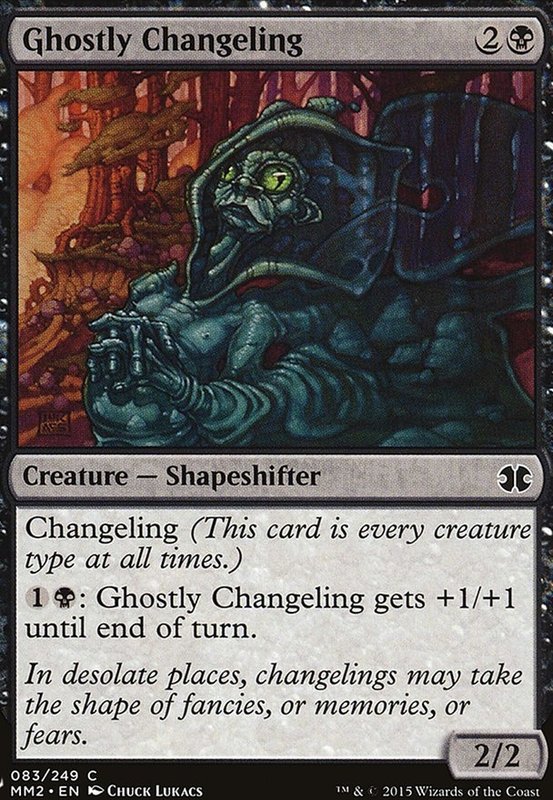 Ghostly Changeling 2
Creature — Shapeshifter
Changeling (This card is every creature
type at all times.)
1: Ghostly Changeling gets +1/+1
until end of turn.
In desolate places, changelings may take
the shape of fancies, or memories, or
fears.
2/2
083/249 C
MM2 • EN Chuck Lukacs
™ & © 2015 Wizards of the Coast